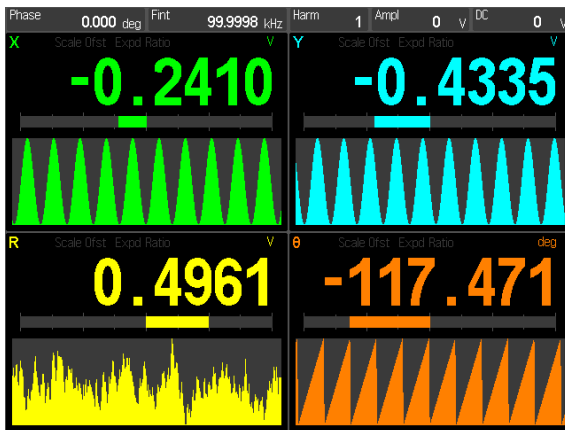 Phase 0.000 deg Fint 99.9998 kHz Harm 1 Ampl 0 V DC 0 V
X Scale Ofst Expd Ratio V Y Scale Ofst Expd Ratio V
-0.2410 -0.4335
R Scale Ofst Expd Ratio V θ Scale Ofst Expd Ratio deg
0.4961 -117.471